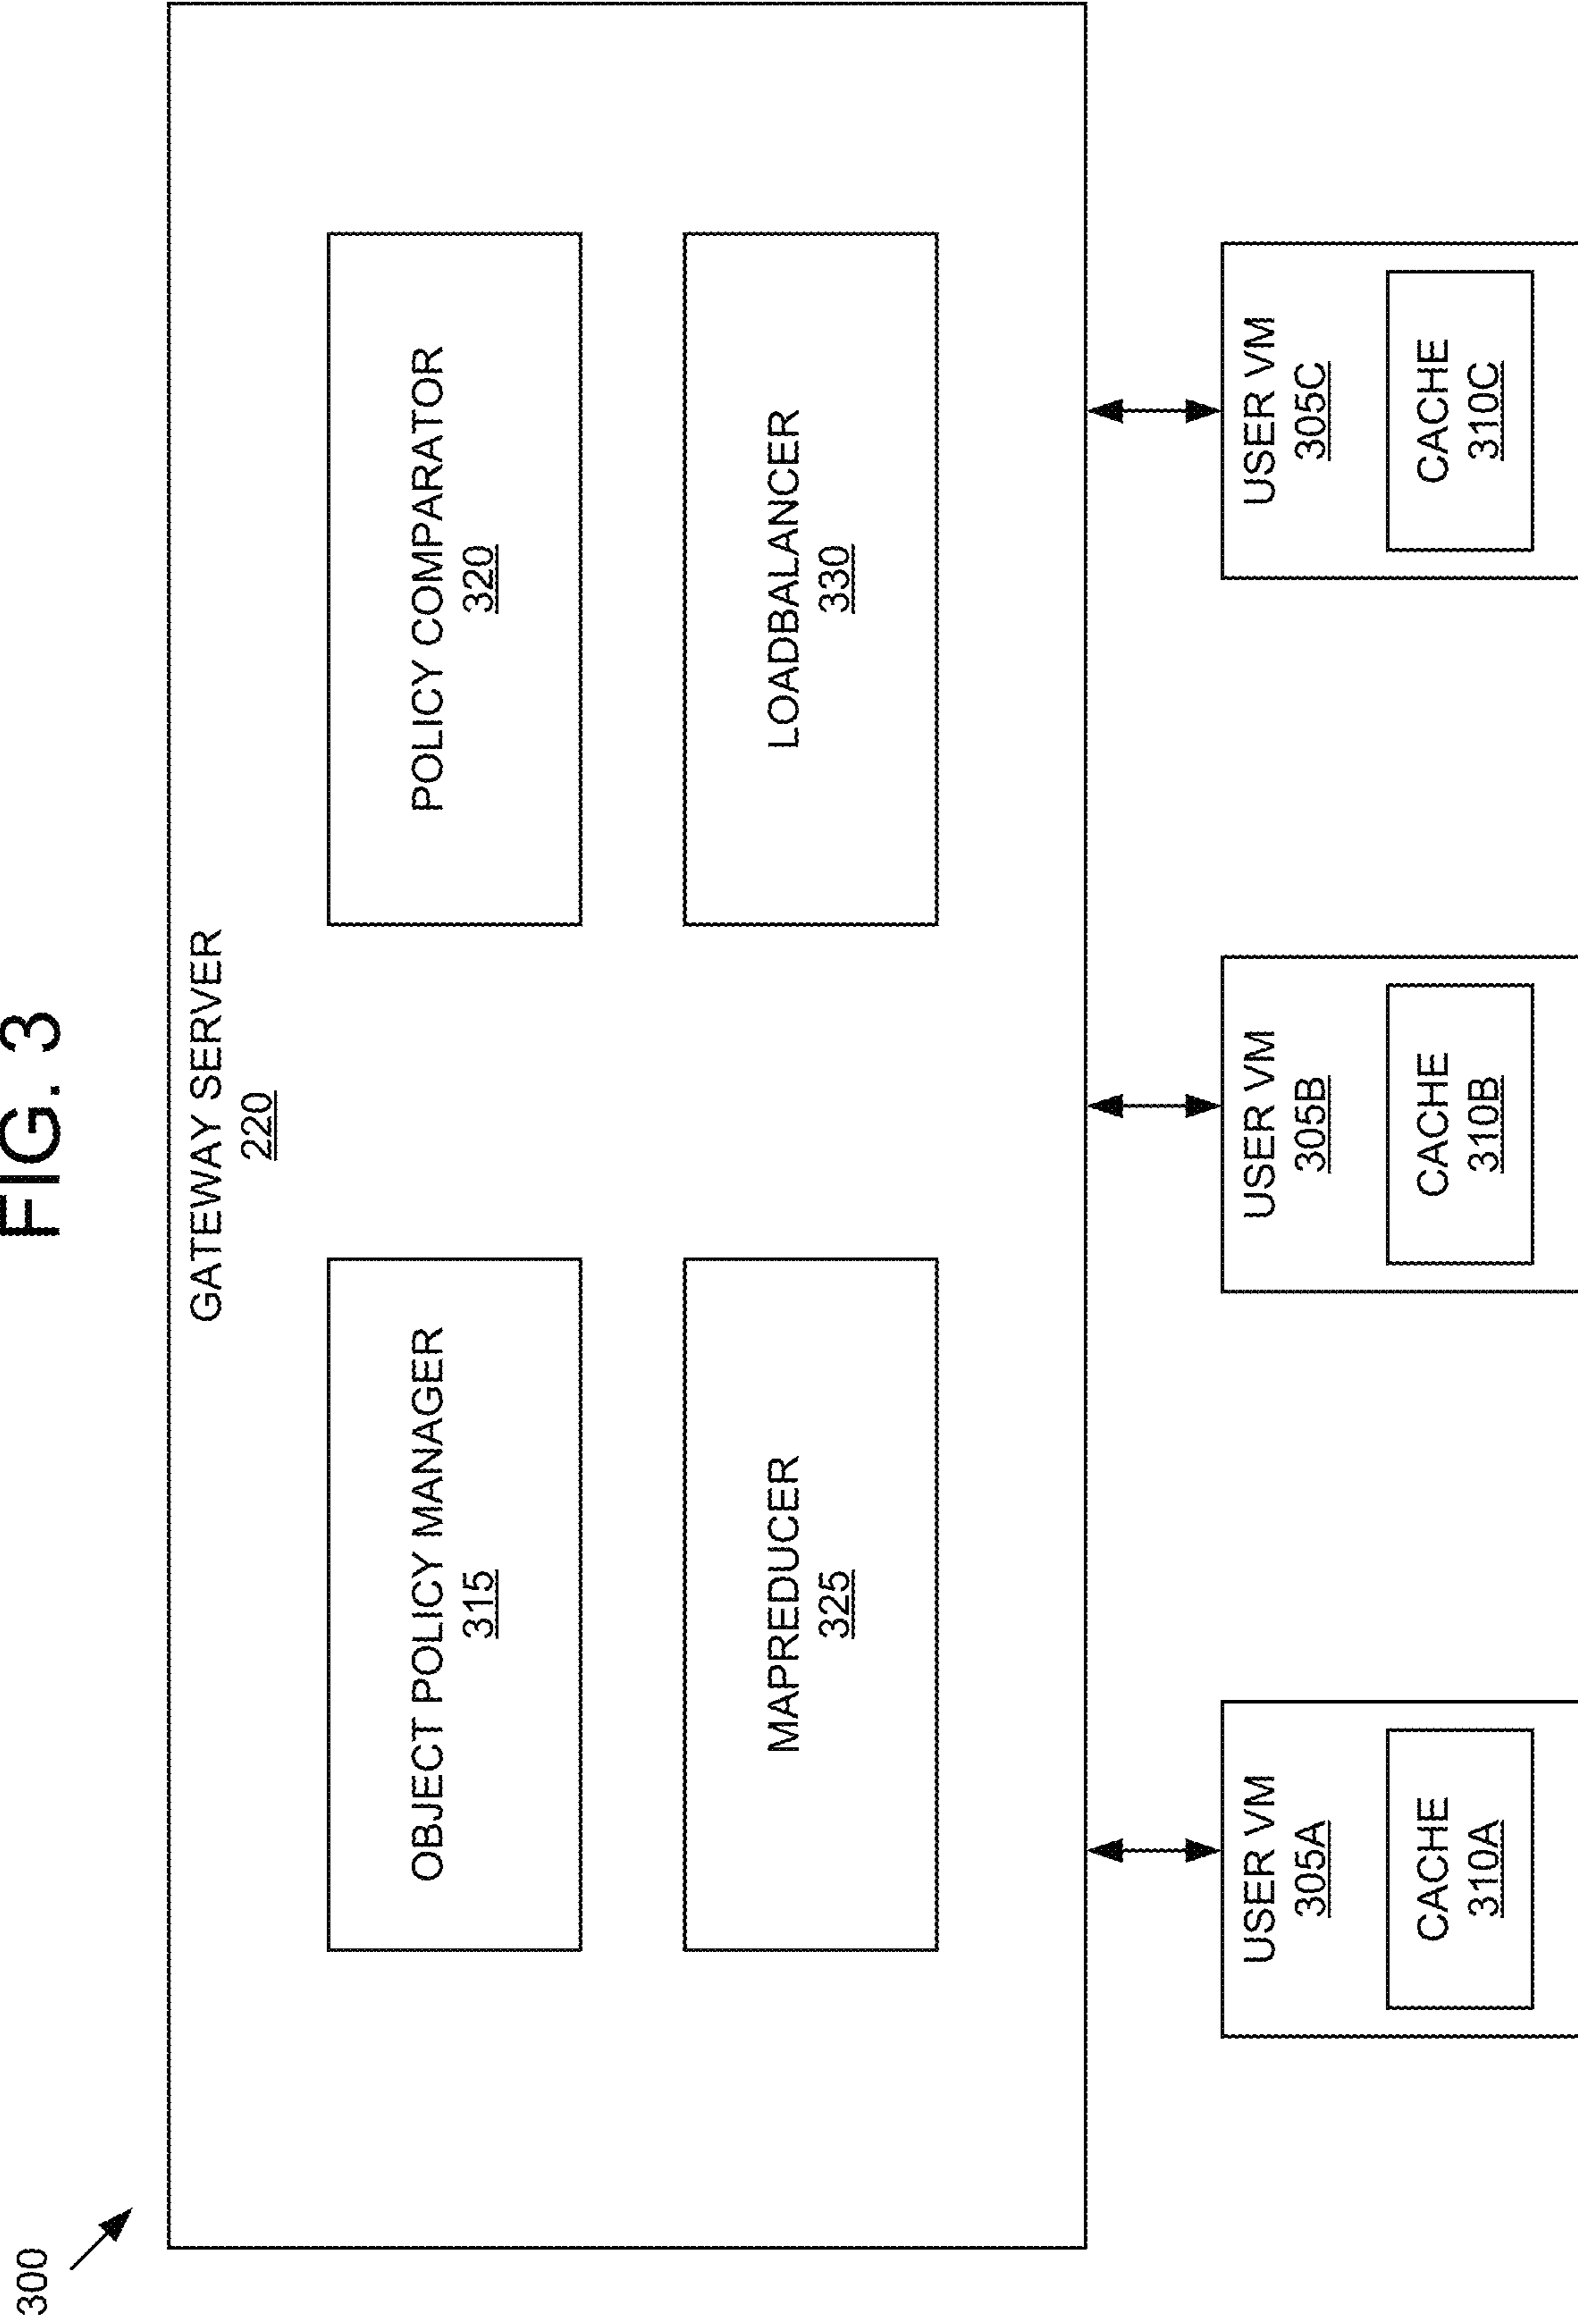 FIG. 3
300
GATEWAY SERVER
220
OBJECT POLICY MANAGER
315
POLICY COMPARATOR
320
MAPREDUCER
325
LOADBALANCER
330
USER VM
305A
CACHE
310A
USER VM
305B
CACHE
310B
USER VM
305C
CACHE
310C